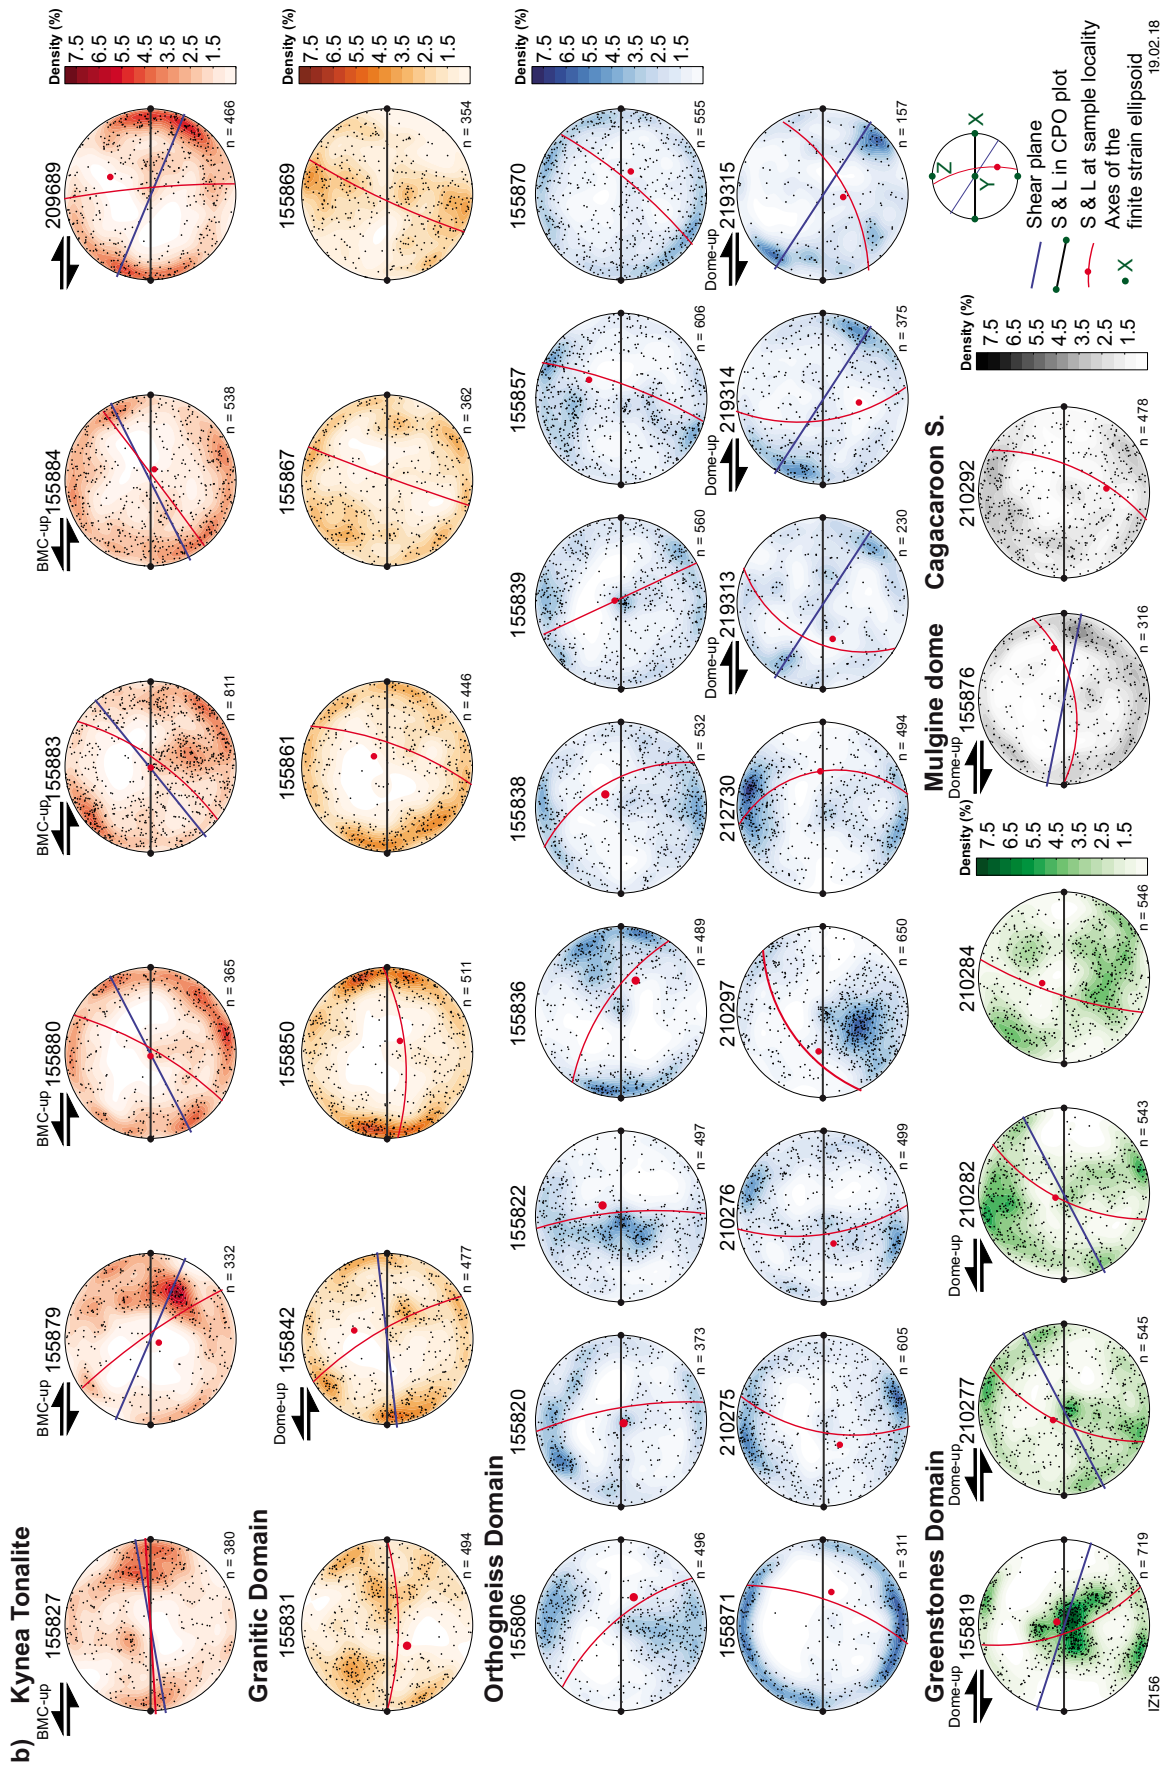 b) Kynea Tonalite
BMC-up
155827
n = 380
BMC-up
155879
n = 332
BMC-up
155880
n = 365
BMC-up
155883
n = 811
BMC-up
155884
n = 538
209689
n = 466
Density (%)
7.5
6.5
5.5
4.5
3.5
2.5
1.5
Granitic Domain
155831
n = 494
Dome-up
155842
n = 477
155850
n = 511
155861
n = 446
155867
n = 362
155869
n = 354
Density (%)
7.5
6.5
5.5
4.5
3.5
2.5
1.5
Orthogneiss Domain
155806
n = 496
155820
n = 373
155822
n = 497
155836
n = 489
155838
n = 532
155839
n = 560
155857
n = 606
155870
n = 555
Density (%)
7.5
6.5
5.5
4.5
3.5
2.5
1.5
155871
n = 311
210275
n = 605
210276
n = 499
210297
n = 650
212730
n = 494
Dome-up
219313
n = 230
Dome-up
219314
n = 375
Dome-up
219315
n = 157
Greenstones Domain
Dome-up
155819
n = 719
Dome-up
210277
n = 545
Dome-up
210282
n = 543
210284
n = 546
Density (%)
7.5
6.5
5.5
4.5
3.5
2.5
1.5
Mulgine dome
Dome-up
155876
n = 316
Cagacaroon S.
210292
n = 478
Density (%)
7.5
6.5
5.5
4.5
3.5
2.5
1.5
Z
Y
X
Shear plane
S & L in CPO plot
S & L at sample locality
X
Axes of the
finite strain ellipsoid
IZ156
19.02.18